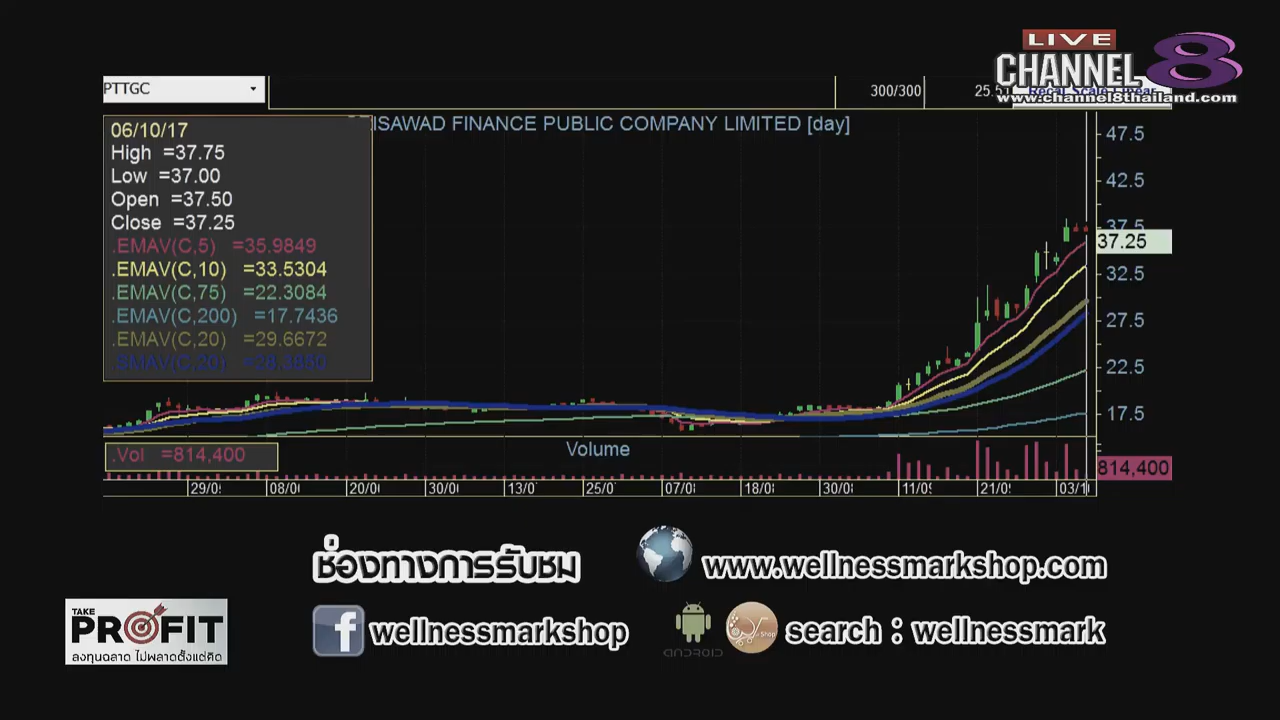 LIVE
CHANNEL 8
www.channel8thailand.com
PTTGC
300/300
06/10/17
High =37.75
Low =37.00
Open =37.50
Close =37.25
.EMAV(C,5) =35.9849
.EMAV(C,10) =33.5304
.EMAV(C,75) =22.3084
.EMAV(C,200) =17.7436
.EMAV(C,20) =29.6672
ISAWAD FINANCE PUBLIC COMPANY LIMITED [day]
47.5
42.5
37.5
37.25
32.5
27.5
22.5
17.5
.Vol =814,400
Volume
814,400
29/0 08/0 20/0 30/0 13/0 25/0 07/0 18/0 30/0 11/0 21/0 03/1
ช่องทางการรับชม
www.wellnessmarkshop.com
wellnessmarkshop
ANDROID
Shop
search : wellnessmark
TAKE
PROFIT
ลงทุนฉลาด ไม่พลาดตั้งแต่คิด